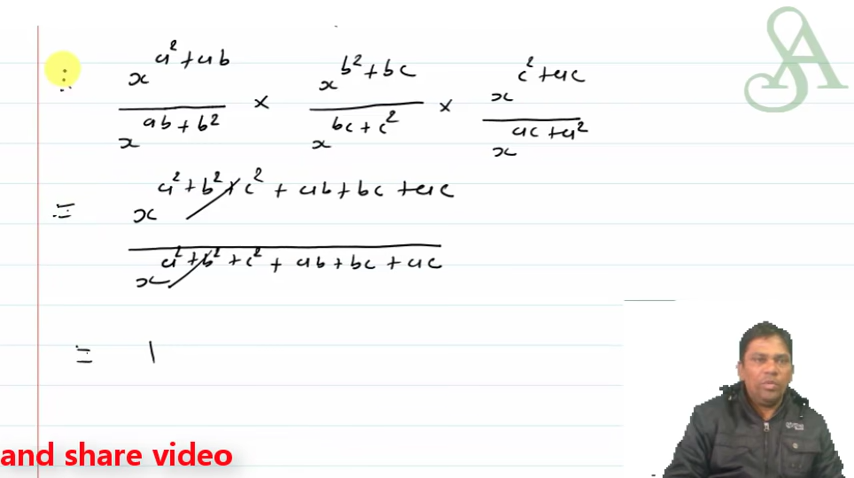 ∴ x^(a²+ab) / x^(ab+b²) × x^(b²+bc) / x^(bc+c²) × x^(c²+ac) / x^(ac+a²)
= x^(a²+b²+c²+ab+bc+ac) / x^(a²+b²+c²+ab+bc+ac)
= 1
and share video